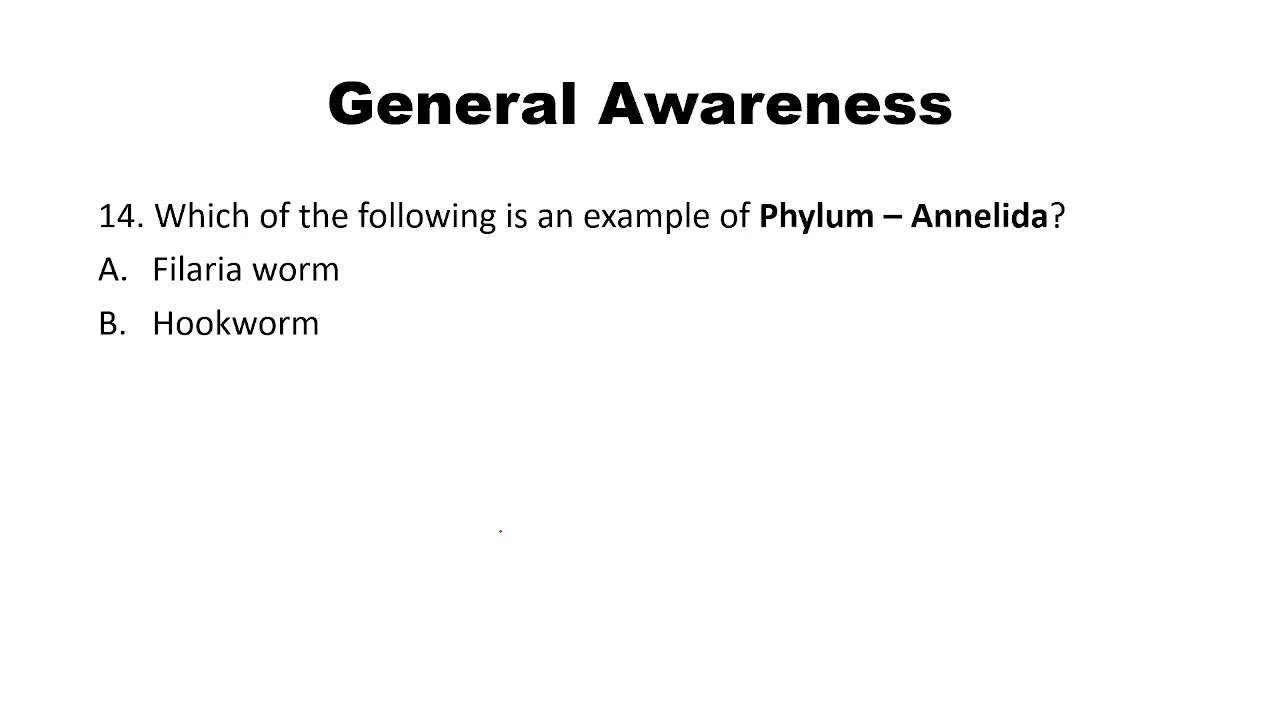 General Awareness
14. Which of the following is an example of Phylum – Annelida?
A. Filaria worm
B. Hookworm